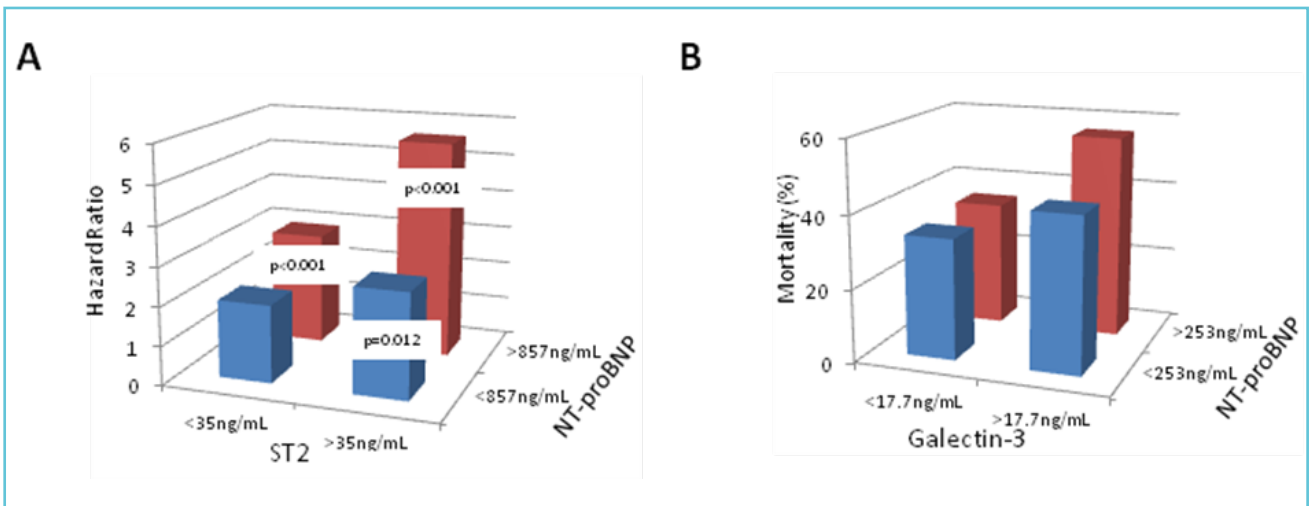 A
B
HazardRatio
6
5
4
3
2
1
0
p<0.001
p<0.001
p=0.012
<35ng/mL
>35ng/mL
ST2
>857ng/mL
<857ng/mL
NT-proBNP
Mortality(%)
60
40
20
0
<17.7ng/mL
>17.7ng/mL
Galectin-3
>253ng/mL
<253ng/mL
NT-proBNP